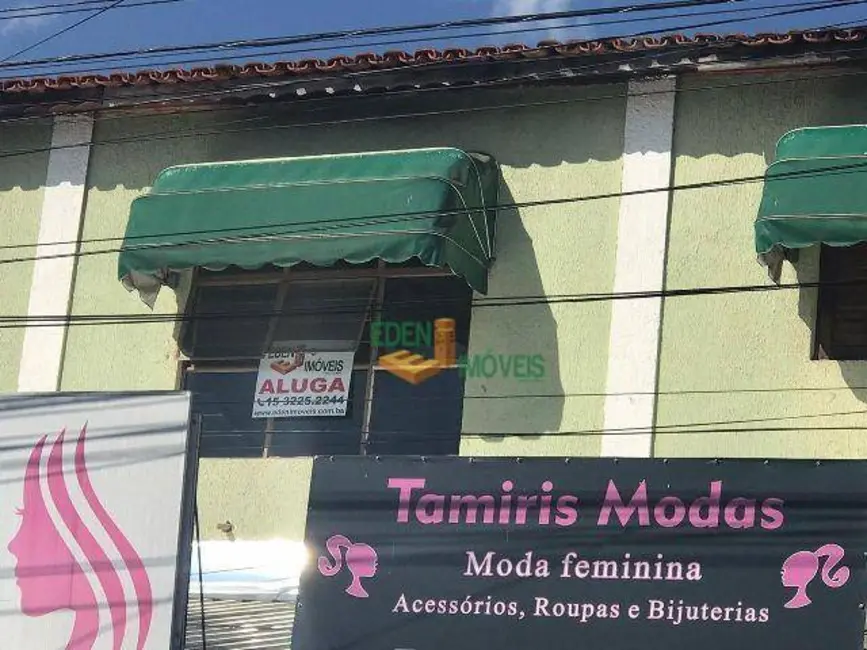 EDEN
IMÓVEIS
ALUGA
15 3225.2244
www.edenimoveis.com.br
EDEN
IMÓVEIS
Tamiris Modas
Moda feminina
Acessórios, Roupas e Bijuterias